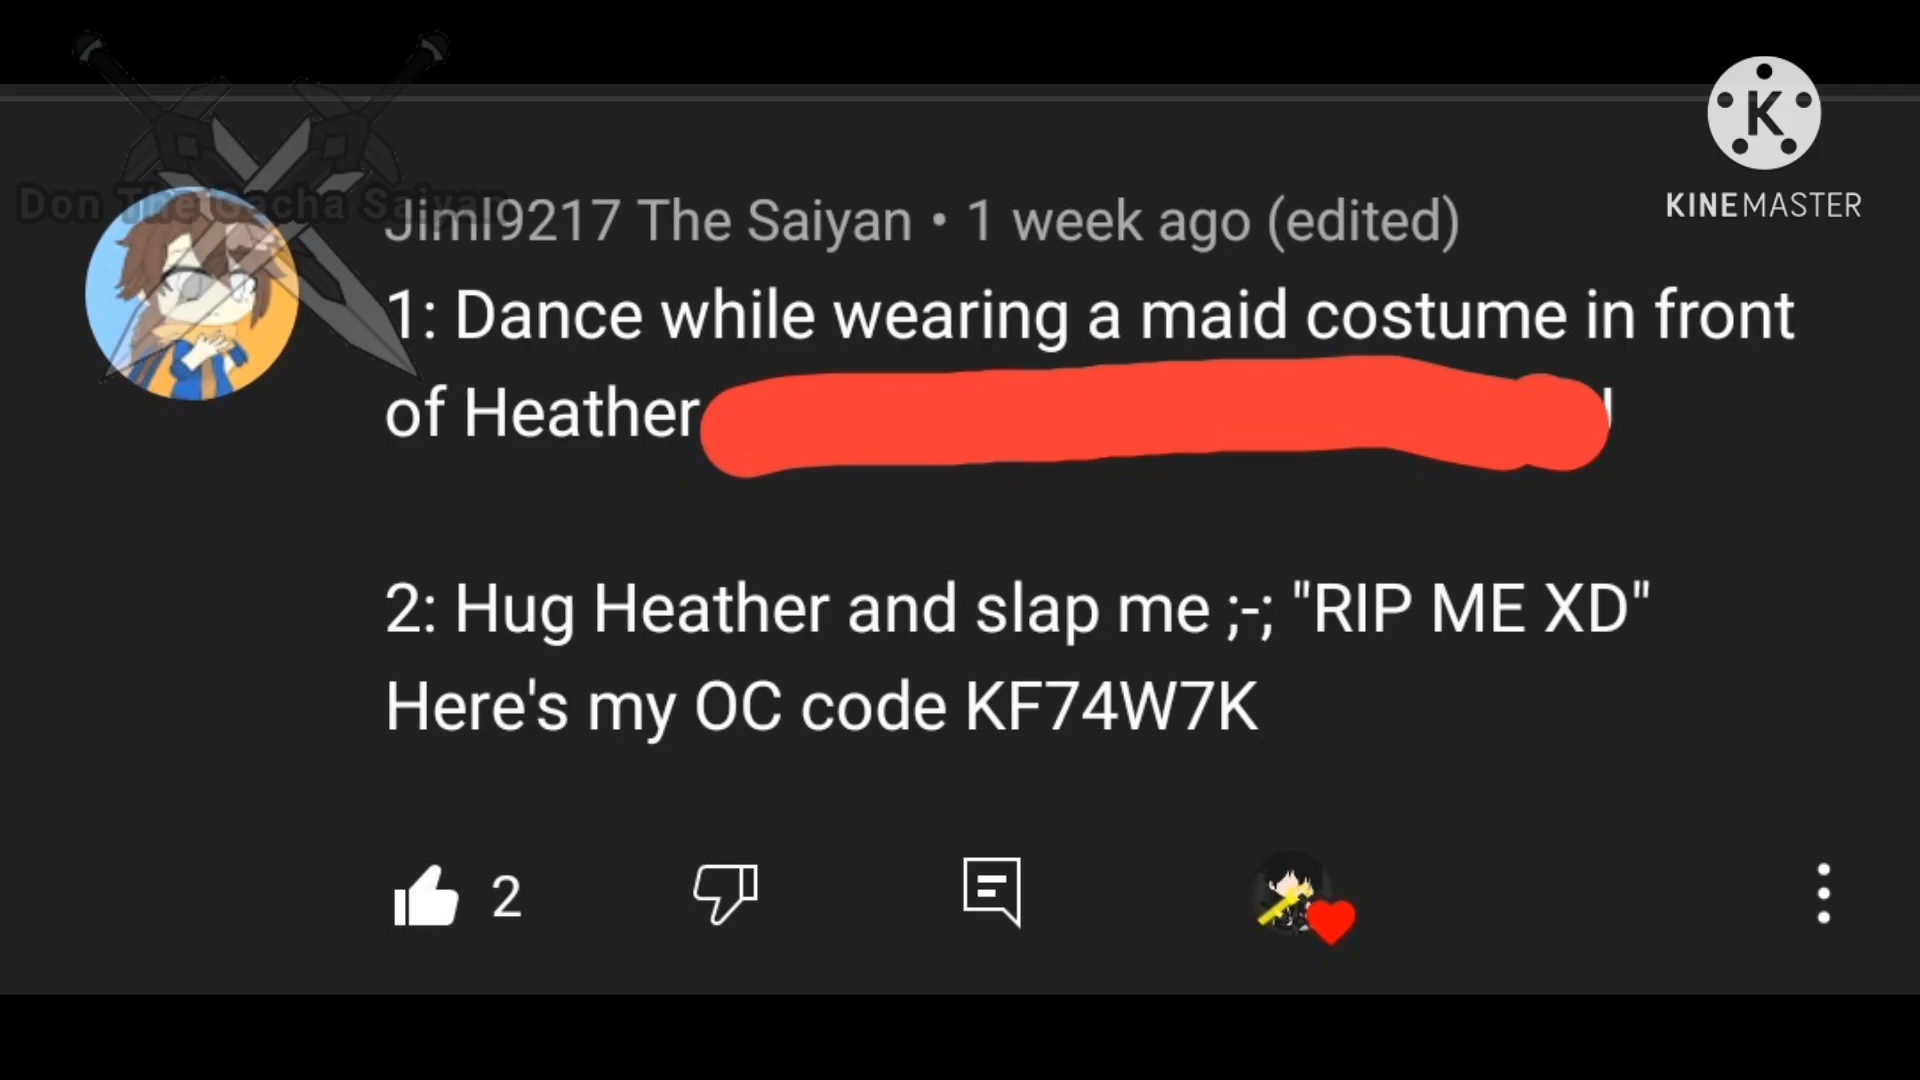 Don The Gacha Saiyan
KINEMASTER
Jiml9217 The Saiyan • 1 week ago (edited)
1: Dance while wearing a maid costume in front
of Heather
2: Hug Heather and slap me ;-; "RIP ME XD"
Here's my OC code KF74W7K
2